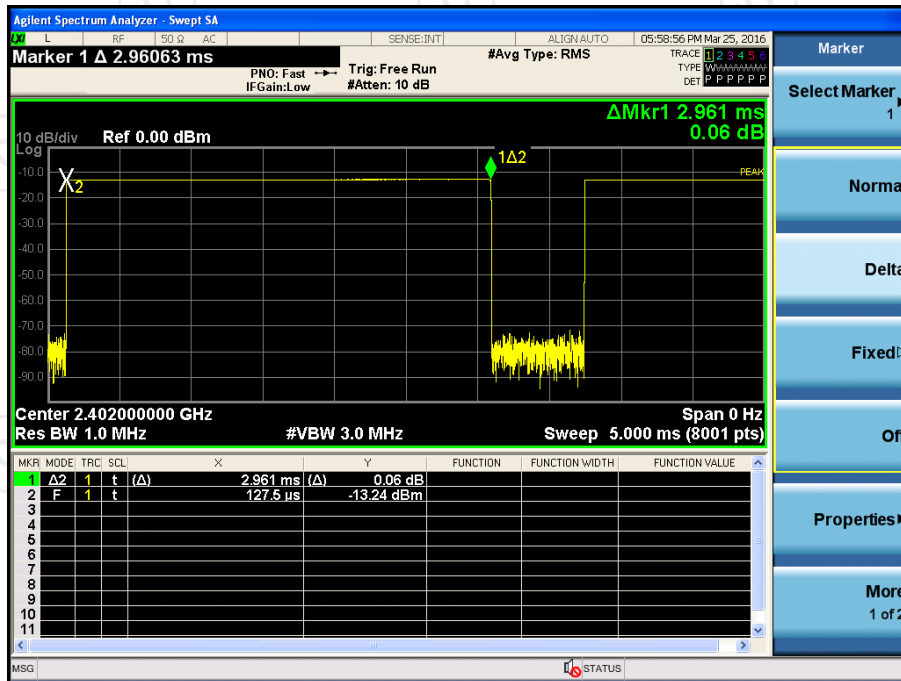 Agilent Spectrum Analyzer - Swept SA
LXI L RF 50 Ω AC SENSE:INT ALIGN AUTO 05:58:56 PM Mar 25, 2016
Marker 1 Δ 2.96063 ms
PNO: Fast
IFGain:Low
Trig: Free Run
#Atten: 10 dB
#Avg Type: RMS
TRACE 1 2 3 4 5 6
TYPE WWWWWW
DET P P P P P P
ΔMkr1 2.961 ms
0.06 dB
10 dB/div Ref 0.00 dBm
Log
1Δ2
-10.0
PEAK
2
-20.0
-30.0
-40.0
-50.0
-60.0
-70.0
-80.0
-90.0
Center 2.402000000 GHz Span 0 Hz
Res BW 1.0 MHz #VBW 3.0 MHz Sweep 5.000 ms (8001 pts)
MKR MODE TRC SCL X Y FUNCTION FUNCTION WIDTH FUNCTION VALUE
1 Δ2 1 t (Δ) 2.961 ms (Δ) 0.06 dB
2 F 1 t 127.5 µs -13.24 dBm
3
4
5
6
7
8
9
10
11
MSG STATUS
Marker
Select Marker
1
Norma
Delta
Fixed
Of
Properties
More
1 of 2